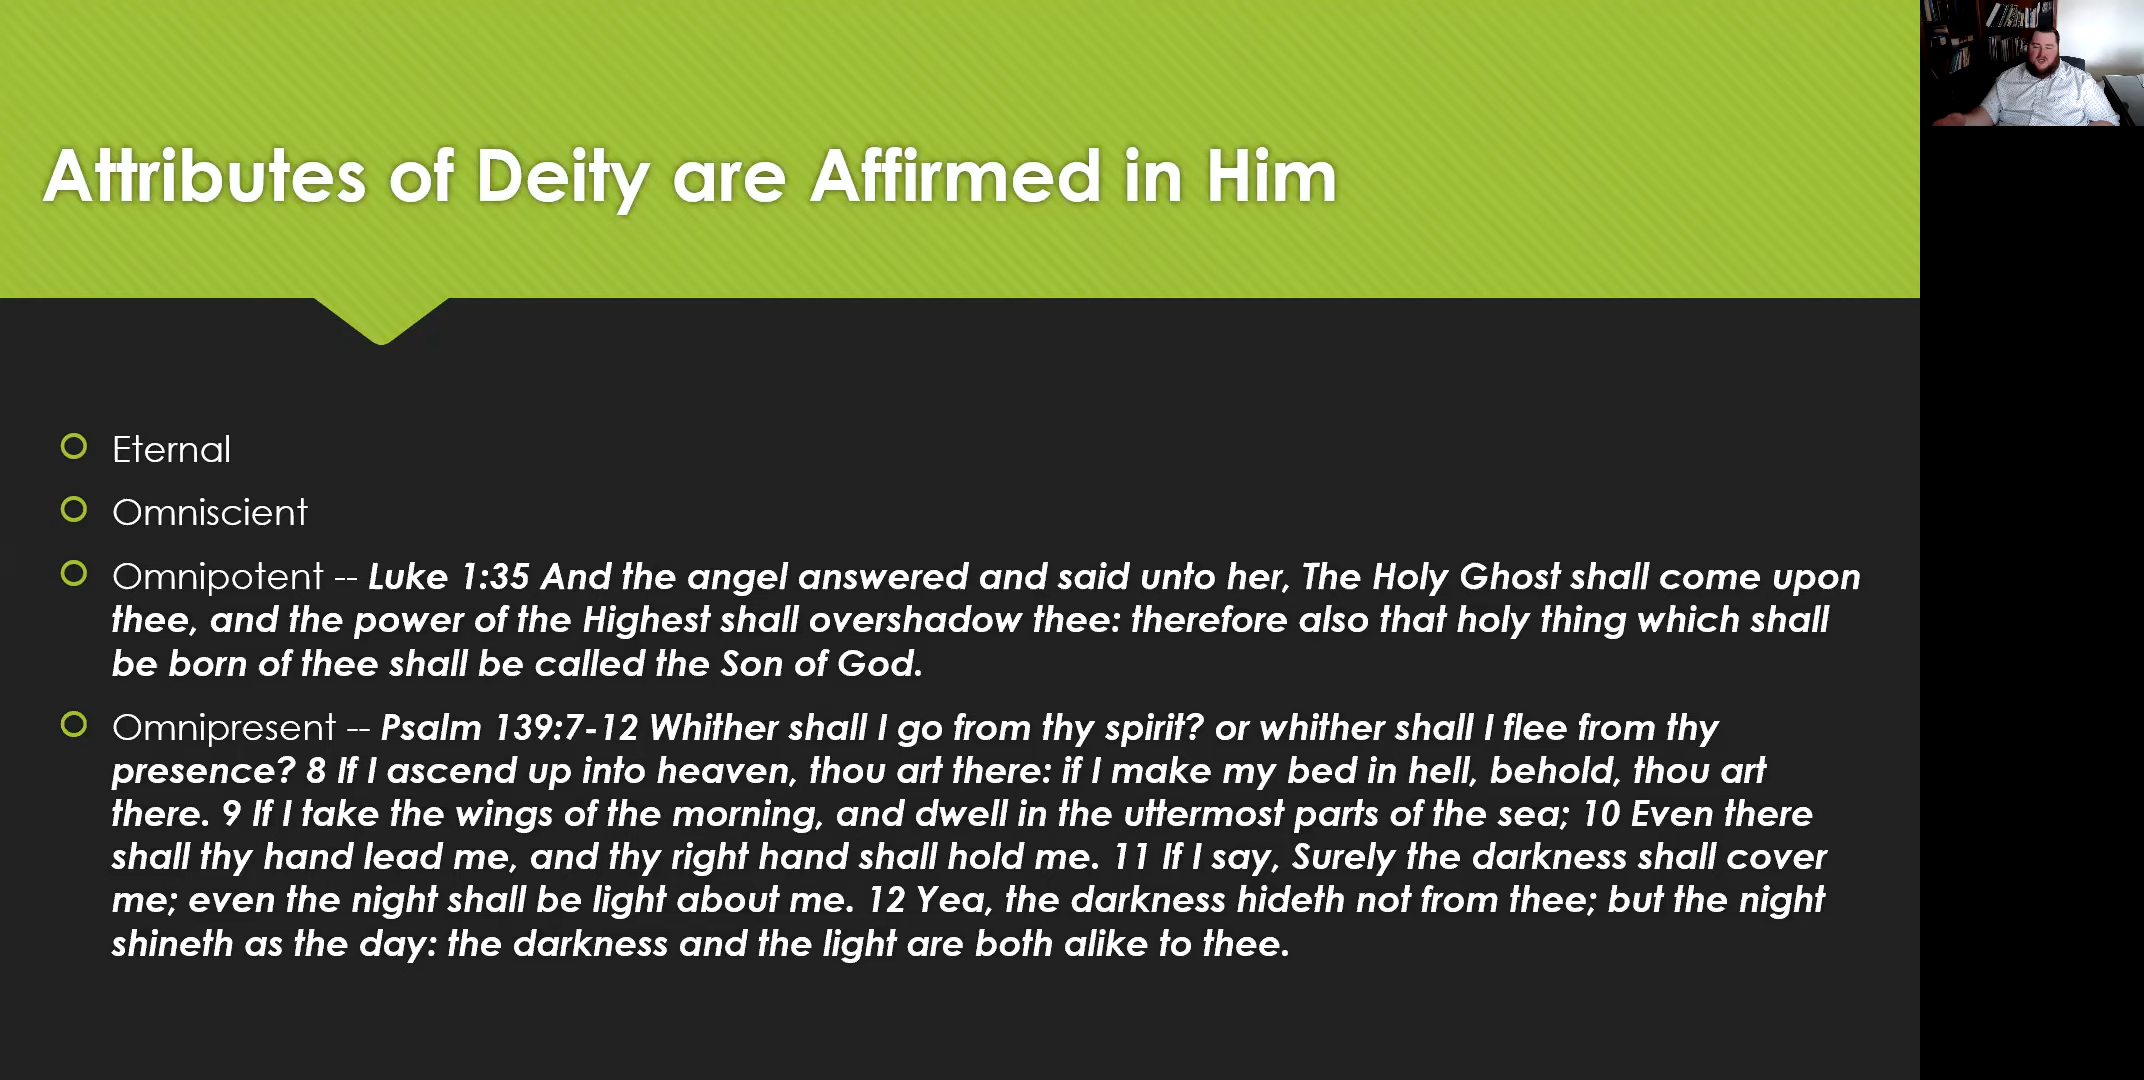 Attributes of Deity are Affirmed in Him
Eternal
Omniscient
Omnipotent -- Luke 1:35 And the angel answered and said unto her, The Holy Ghost shall come upon
thee, and the power of the Highest shall overshadow thee: therefore also that holy thing which shall
be born of thee shall be called the Son of God.
Omnipresent -- Psalm 139:7-12 Whither shall I go from thy spirit? or whither shall I flee from thy
presence? 8 If I ascend up into heaven, thou art there: if I make my bed in hell, behold, thou art
there. 9 If I take the wings of the morning, and dwell in the uttermost parts of the sea; 10 Even there
shall thy hand lead me, and thy right hand shall hold me. 11 If I say, Surely the darkness shall cover
me; even the night shall be light about me. 12 Yea, the darkness hideth not from thee; but the night
shineth as the day: the darkness and the light are both alike to thee.